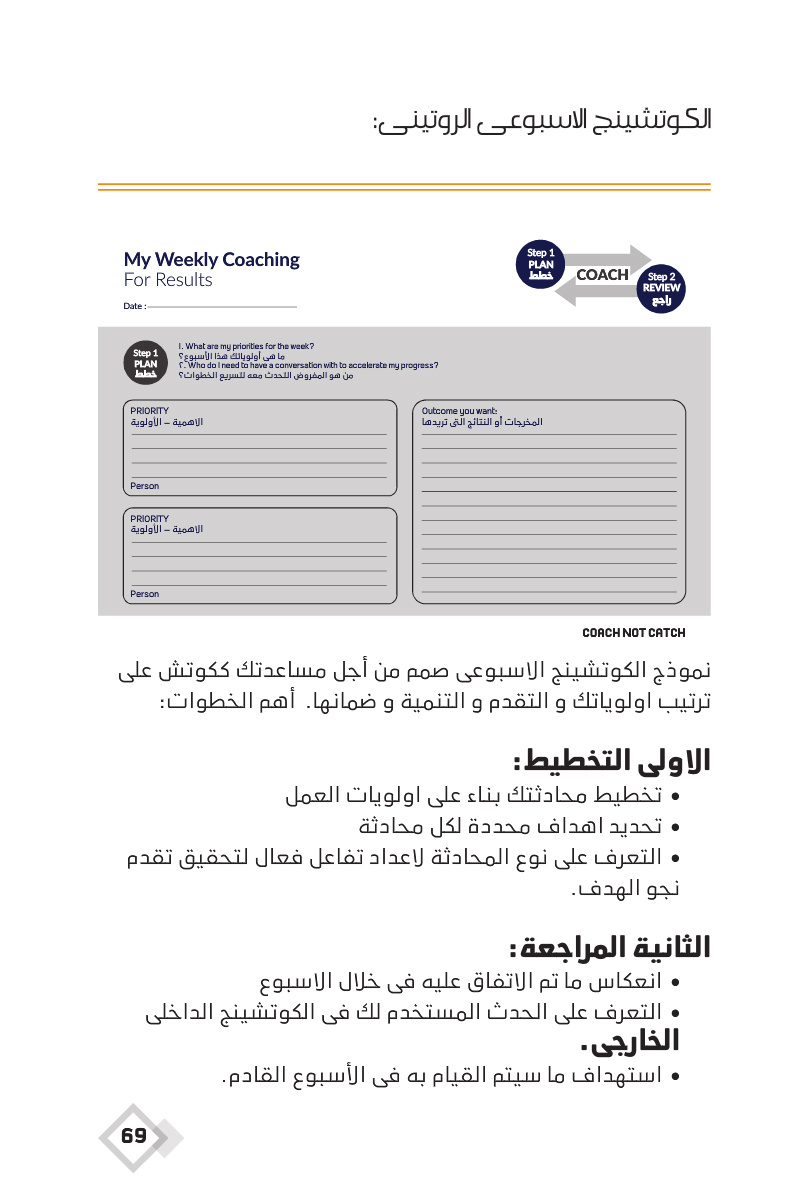 الكوتشينج الاسبوعى الروتينى:
My Weekly Coaching
For Results
Date :
Step 1
PLAN
خطط
COACH
Step 2
REVIEW
راجع
Step 1
PLAN
خطط
1. What are my priorities for the week?
ما هى أولوياتك هذا الأسبوع؟
٢. Who do I need to have a conversation with to accelerate my progress?
من هو المفروض اللتحدث معه للتسريع الخطوات؟
PRIORITY
الاهمية – الأولوية
Person
PRIORITY
الاهمية – الأولوية
Person
Outcome you want:
المخرجات أو النتائج التى تريدها
COACH NOT CATCH
نموذج الكوتشينج الاسبوعى صمم من أجل مساعدتك ككوتش على
ترتيب اولوياتك و التقدم و التنمية و ضمانها. أهم الخطوات:
الاولى التخطيط:
• تخطيط محادثتك بناء على اولويات العمل
• تحديد اهداف محددة لكل محادثة
• التعرف على نوع المحادثة لاعداد تفاعل فعال لتحقيق تقدم
نجو الهدف.
الثانية المراجعة:
• انعكاس ما تم الاتفاق عليه فى خلال الاسبوع
• التعرف على الحدث المستخدم لك فى الكوتشينج الداخلى
الخارجى.
• استهداف ما سيتم القيام به فى الأسبوع القادم.
69